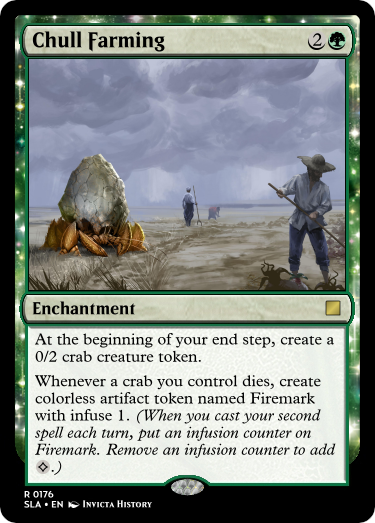 Chull Farming 2
Enchantment
At the beginning of your end step, create a
0/2 crab creature token.
Whenever a crab you control dies, create
colorless artifact token named Firemark
with infuse 1. (When you cast your second
spell each turn, put an infusion counter on
Firemark. Remove an infusion counter to add
.)
R 0176
SLA • EN Invicta History